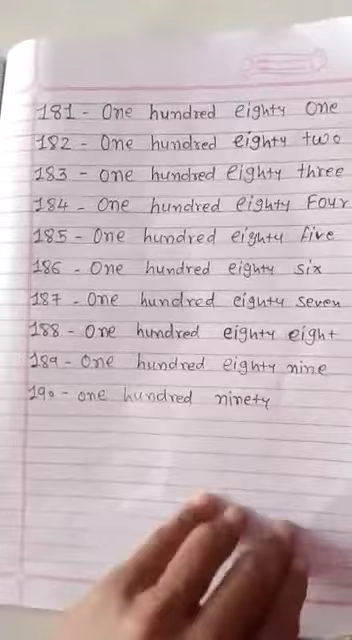 181 - One hundred eighty One
182 - One hundred eighty two
183 - One hundred Eighty three
184 - One hundred eighty Four
185 - One hundred eighty five
186 - One hundred eighty six
187 - One hundred eighty seven
188 - One hundred eighty eight
189 - One hundred eighty nine
190 - one hundred ninety